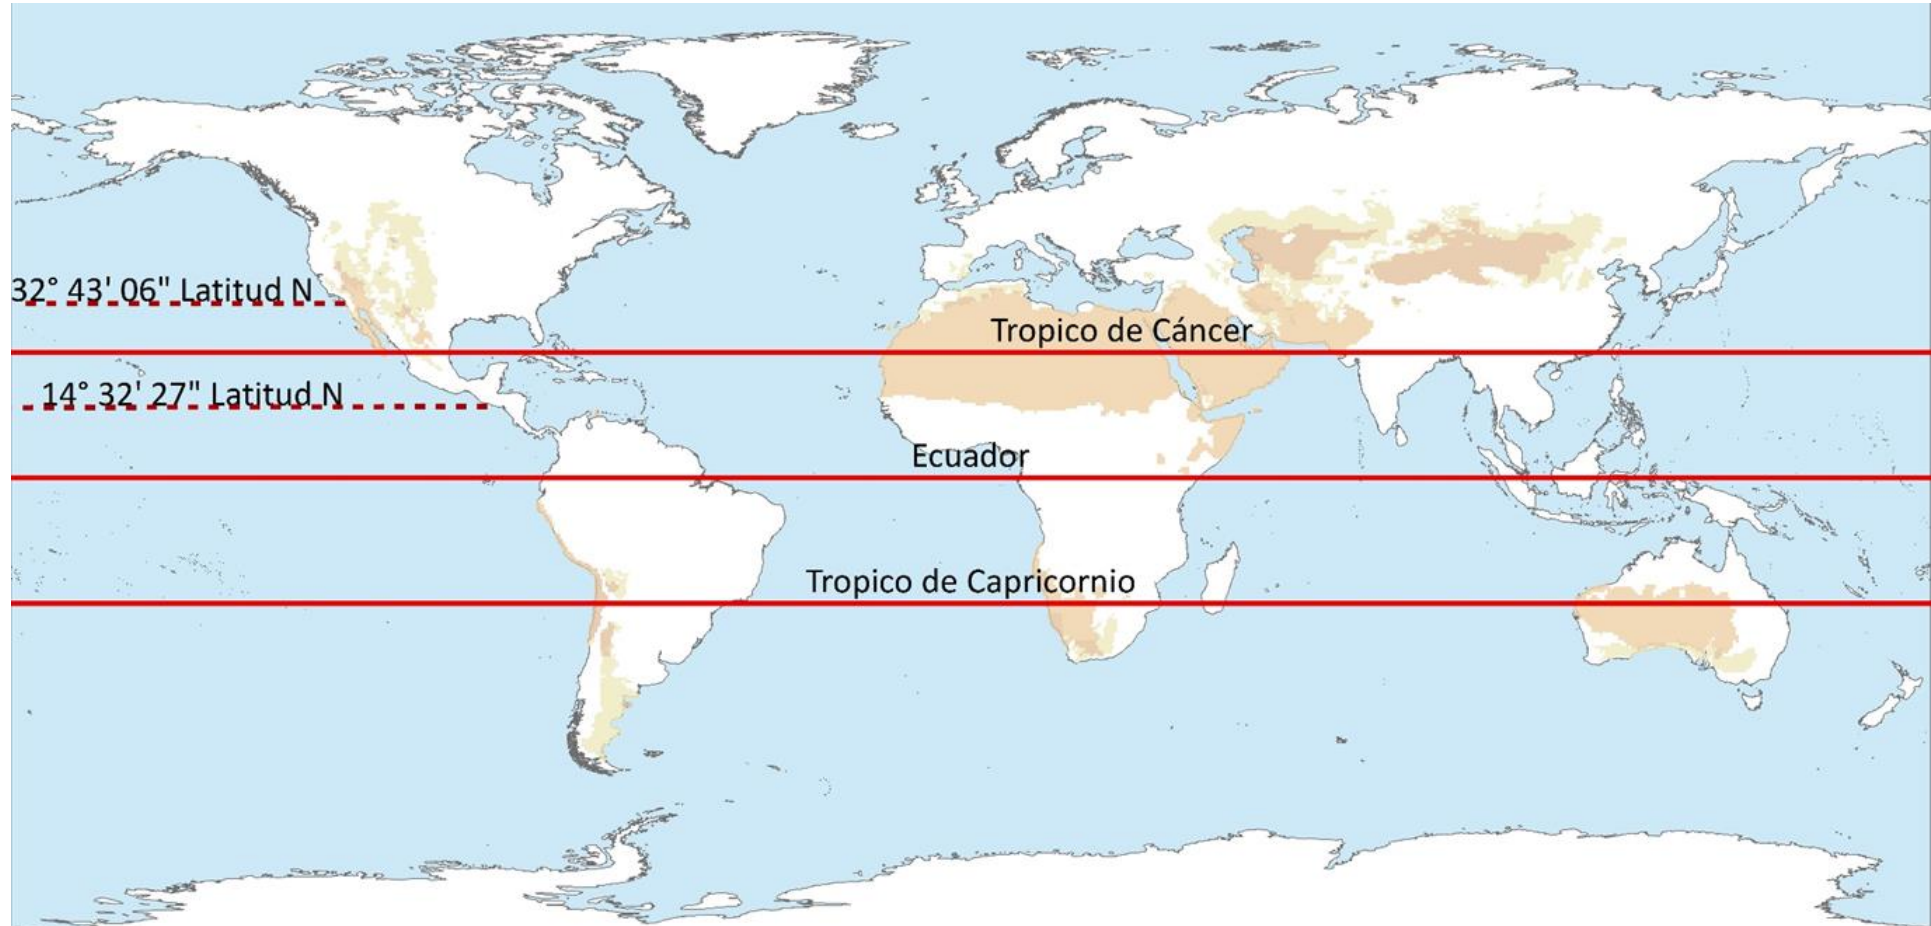 32° 43' 06" Latitud N
Tropico de Cáncer
14° 32' 27" Latitud N
Ecuador
Tropico de Capricornio